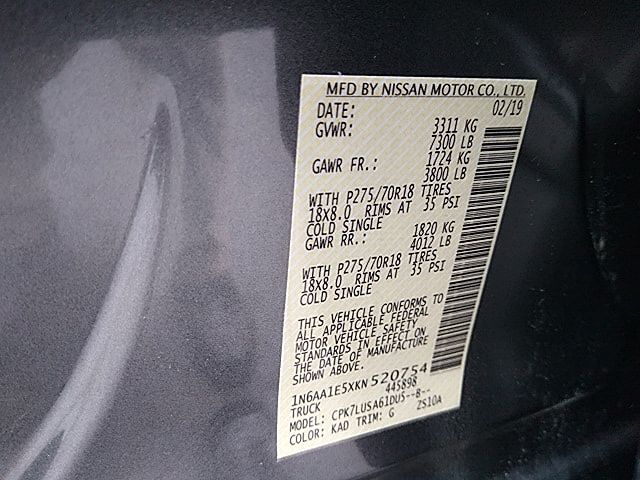 MFD BY NISSAN MOTOR CO., LTD.
DATE: 02/19
GVWR: 3311 KG
7300 LB
GAWR FR.: 1724 KG
3800 LB
WITH P275/70R18 TIRES
18x8.0 RIMS AT 35 PSI
COLD SINGLE
GAWR RR.: 1820 KG
4012 LB
WITH P275/70R18 TIRES
18x8.0 RIMS AT 35 PSI
COLD SINGLE
THIS VEHICLE CONFORMS TO
ALL APPLICABLE FEDERAL
MOTOR VEHICLE SAFETY
STANDARDS IN EFFECT ON
THE DATE OF MANUFACTURE
1N6AA1E5XKN520754
TRUCK 445898
MODEL: CPK7LUSA61DUS--B--
COLOR: KAD TRIM: G ZS10A